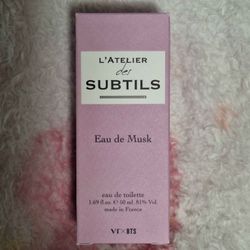 L'ATELIER
des
SUBTILS
Eau de Musk
eau de toilette
1.69 fl.oz. ℮ 50 ml. 81% Vol.
made in France
VT×BTS